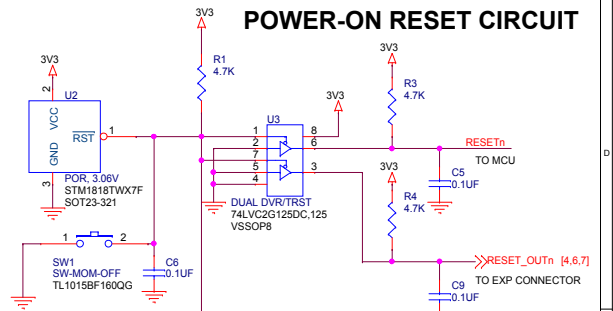 POWER-ON RESET CIRCUIT
3V3
R1
4.7K
3V3
2
U2
VCC
RST
1
GND
3
POR, 3.06V
STM1818TWX7F
SOT23-321
1
2
SW1
SW-MOM-OFF
TL1015BF160QG
C6
0.1UF
3V3
U3
1
2
7
5
4
8
6
3
DUAL DVR/TRST
74LVC2G125DC,125
VSSOP8
3V3
R3
4.7K
RESETn
TO MCU
C5
0.1UF
3V3
R4
4.7K
RESET_OUTn [4,6,7]
TO EXP CONNECTOR
C9
0.1UF
D